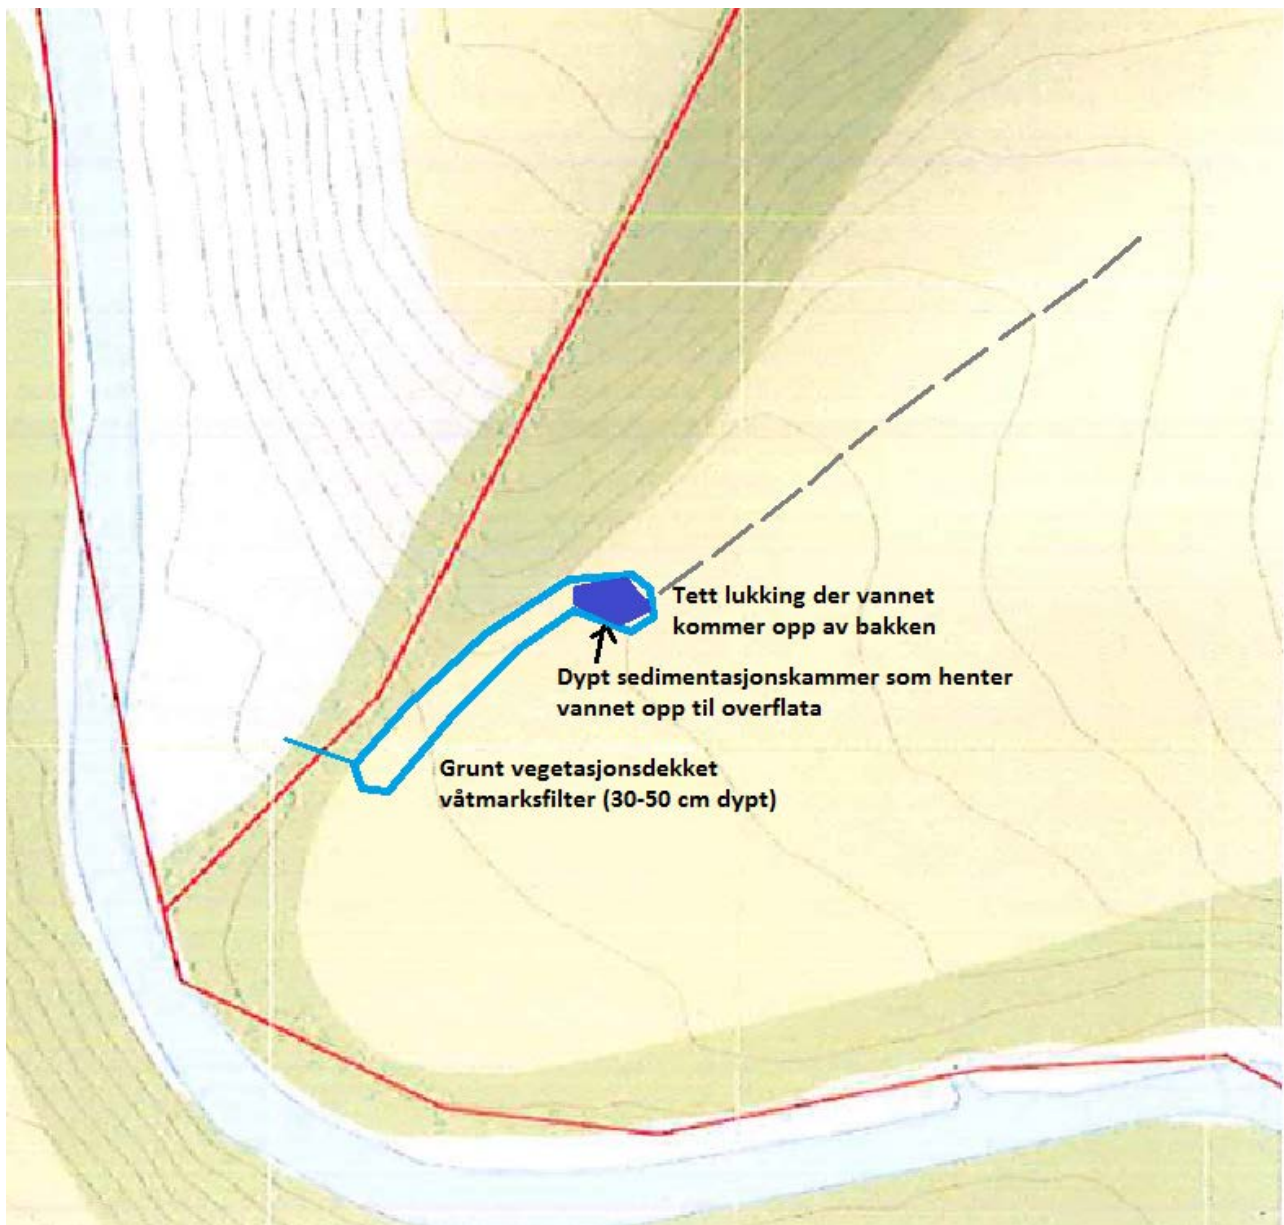 Tett lukking der vannet
kommer opp av bakken
Dypt sedimentasjonskammer som henter
vannet opp til overflata
Grunt vegetasjonsdekket
våtmarksfilter (30-50 cm dypt)